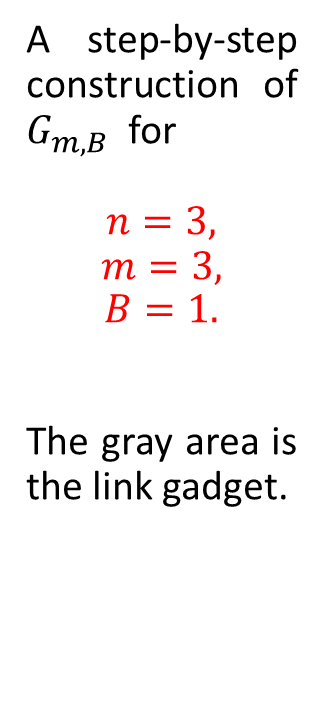 A step-by-step
construction of
G_{m,B} for
n = 3,
m = 3,
B = 1.
The gray area is
the link gadget.